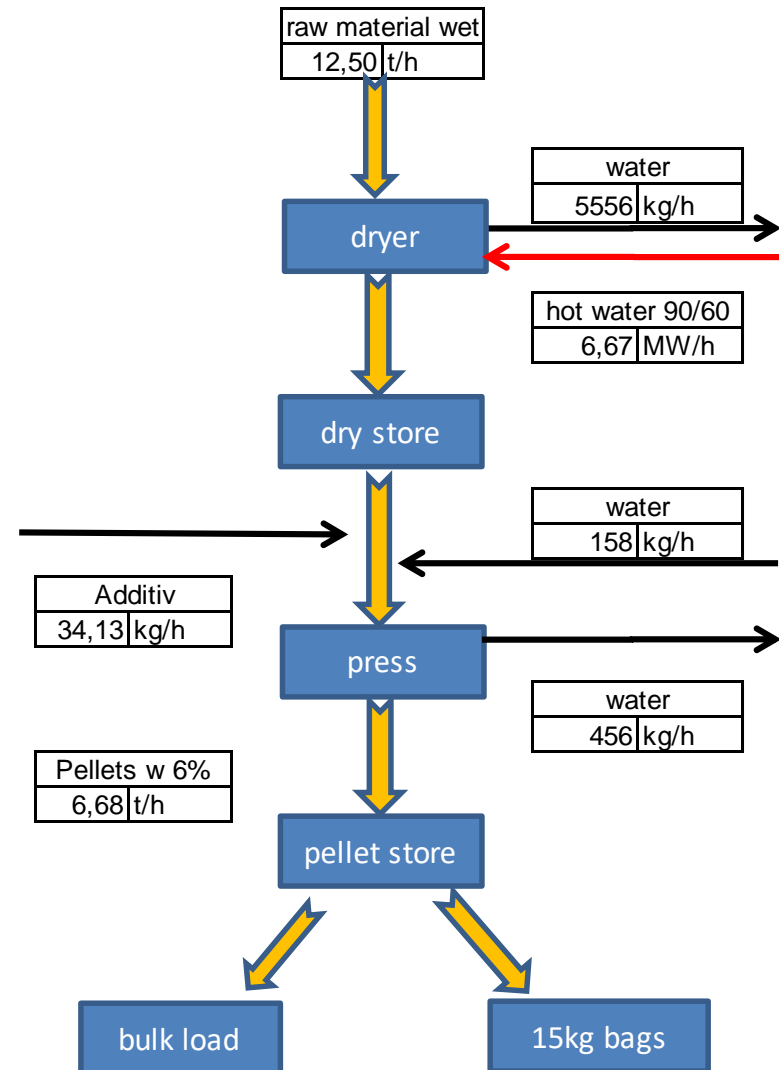 raw material wet
12,50 t/h
water
5556 kg/h
dryer
hot water 90/60
6,67 MW/h
dry store
water
158 kg/h
Additiv
34,13 kg/h
press
water
456 kg/h
Pellets w 6%
6,68 t/h
pellet store
bulk load
15kg bags